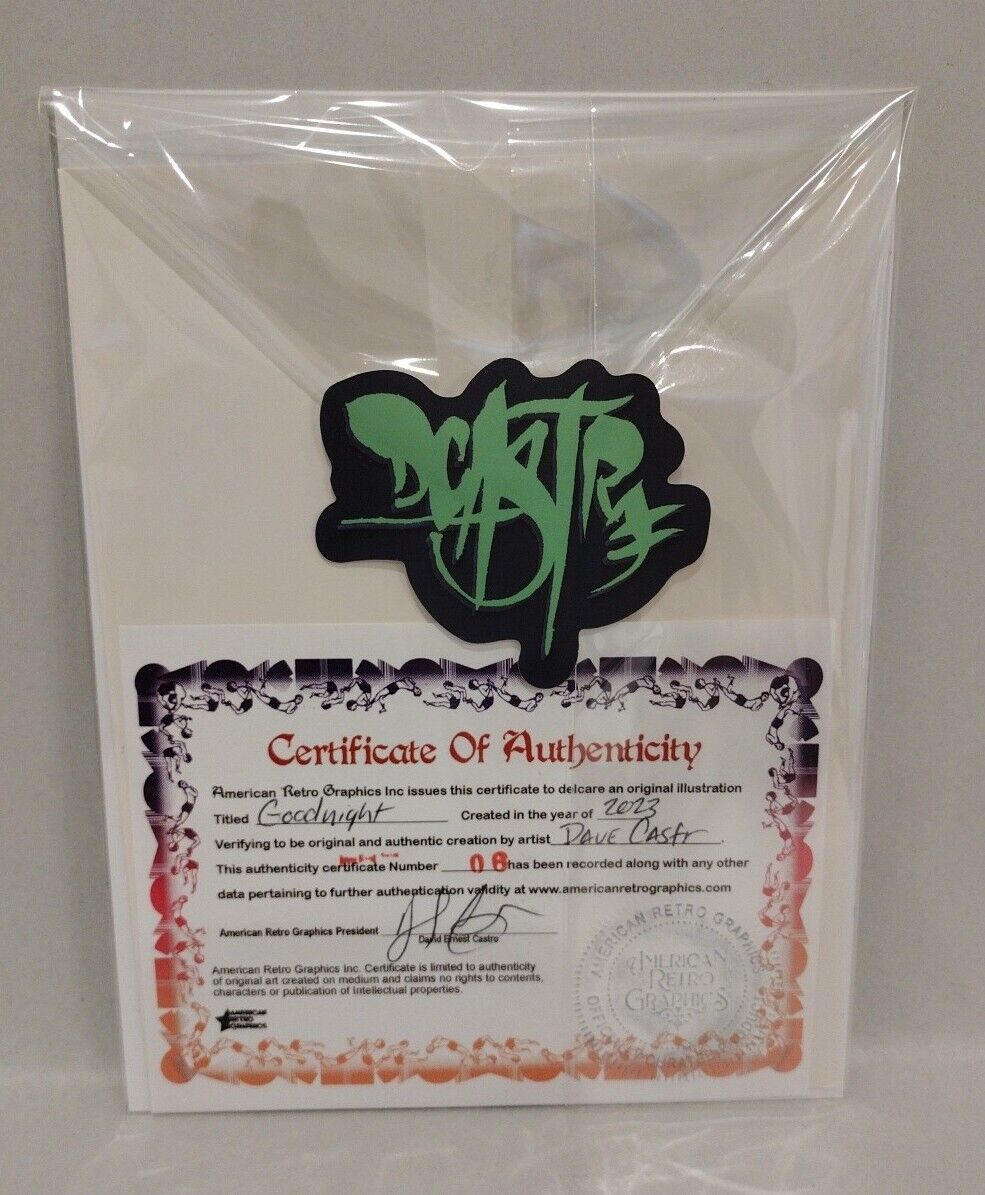 DCASTRO
Certificate Of Authenticity
American Retro Graphics Inc issues this certificate to delcare an original illustration
Titled Goodnight Created in the year of 2023
Verifying to be original and authentic creation by artist Dave Castr.
This authenticity certificate Number 08 has been recorded along with any other
data pertaining to further authentication validity at www.americanretrographics.com
American Retro Graphics President
David Ernest Castro
American Retro Graphics Inc. Certificate is limited to authenticity
of original art created on medium and claims no rights to contents,
characters or publication of Intellectual properties.
AMERICAN
RETRO
GRAPHICS
AMERICAN RETRO GRAPHICS
AMERICAN
RETRO
GRAPHICS